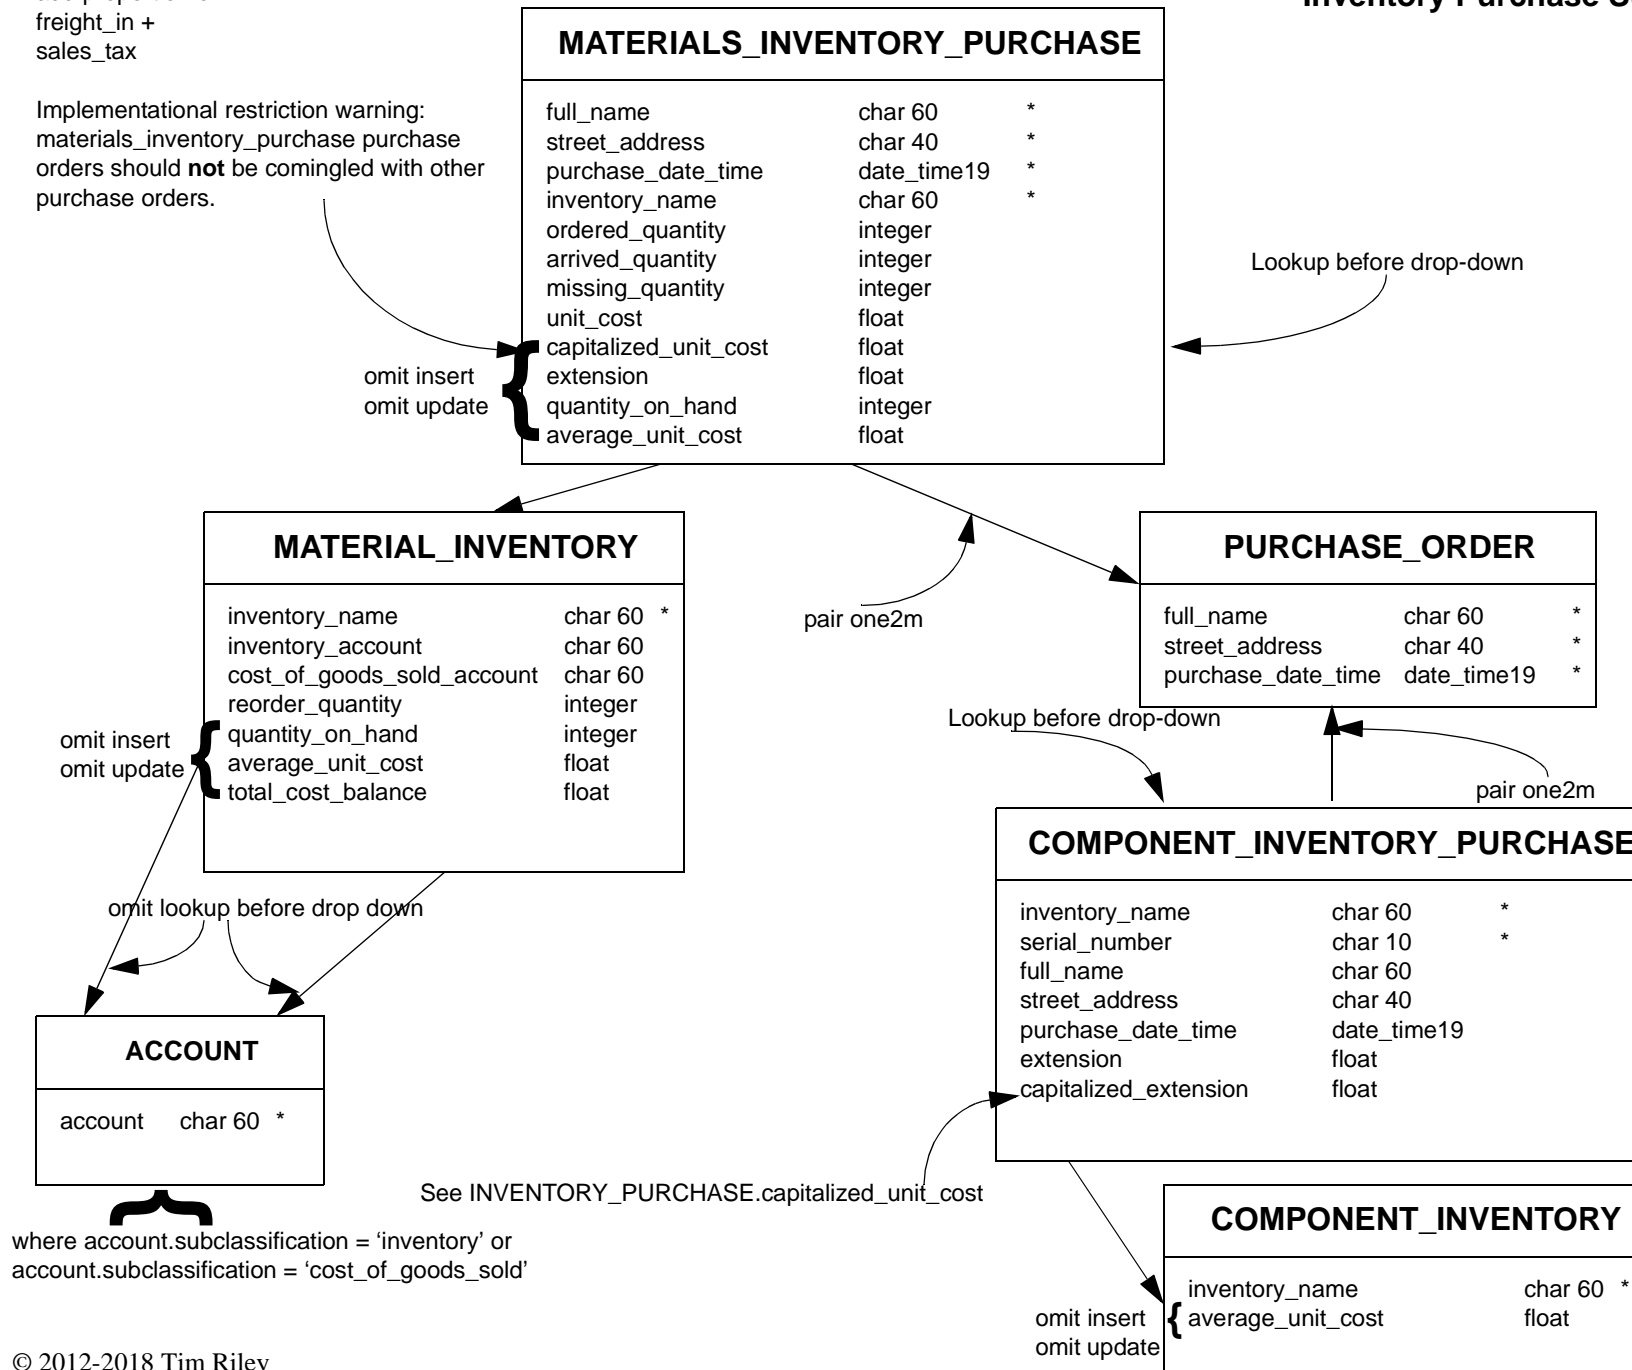 freight_in +
sales_tax
Implementational restriction warning:
materials_inventory_purchase purchase
orders should not be comingled with other
purchase orders.
Inventory Purchase
MATERIALS_INVENTORY_PURCHASE
full_name char 60 *
street_address char 40 *
purchase_date_time date_time19 *
inventory_name char 60 *
ordered_quantity integer
arrived_quantity integer
missing_quantity integer
unit_cost float
capitalized_unit_cost float
extension float
quantity_on_hand integer
average_unit_cost float
omit insert
omit update
Lookup before drop-down
MATERIAL_INVENTORY
inventory_name char 60 *
inventory_account char 60
cost_of_goods_sold_account char 60
reorder_quantity integer
quantity_on_hand integer
average_unit_cost float
total_cost_balance float
omit insert
omit update
pair one2m
PURCHASE_ORDER
full_name char 60 *
street_address char 40 *
purchase_date_time date_time19 *
Lookup before drop-down
pair one2m
COMPONENT_INVENTORY_PURCHASE
inventory_name char 60 *
serial_number char 10 *
full_name char 60
street_address char 40
purchase_date_time date_time19
extension float
capitalized_extension float
omit lookup before drop down
ACCOUNT
account char 60 *
See INVENTORY_PURCHASE.capitalized_unit_cost
where account.subclassification = ‘inventory’ or
account.subclassification = ‘cost_of_goods_sold’
COMPONENT_INVENTORY
inventory_name char 60 *
average_unit_cost float
omit insert
omit update
© 2012-2018 Tim Riley